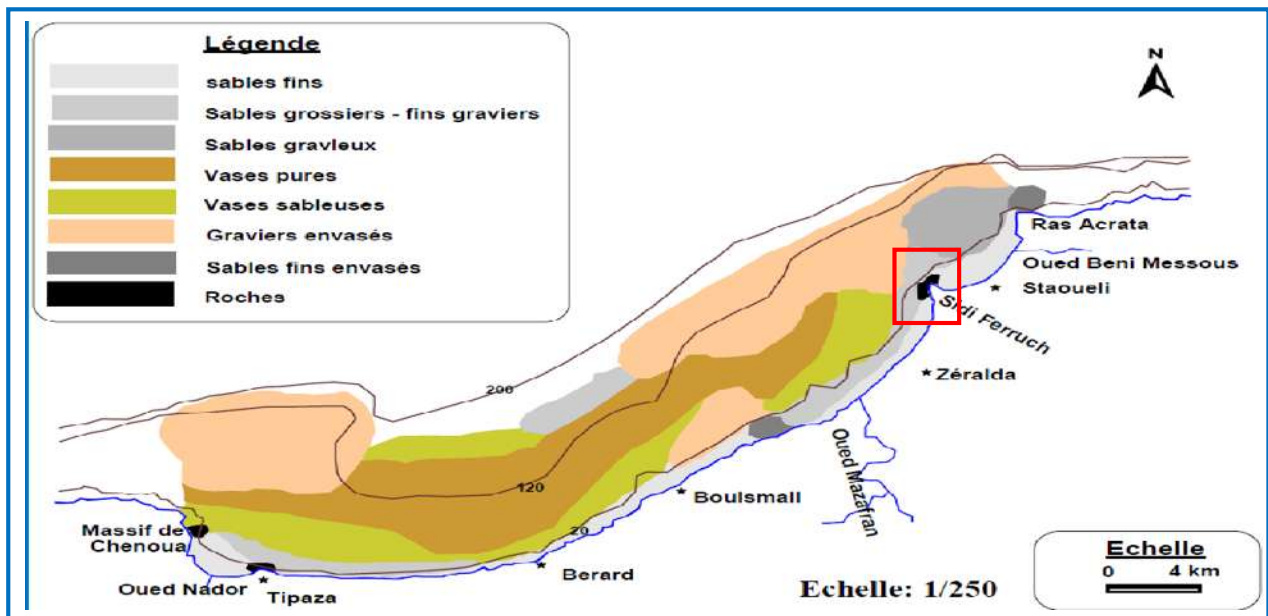 Légende
sables fins
Sables grossiers - fins graviers
Sables gravleux
Vases pures
Vases sableuses
Graviers envasés
Sables fins envasés
Roches
N
Ras Acrata
Oued Beni Messous
Staoueli
Sidi Ferruch
Zéralda
200
Oued Mazafran
120
Boulsmall
20
Massif de
Chenoua
Berard
Oued Nador
Tipaza
Echelle: 1/250
Echelle
0 4 km